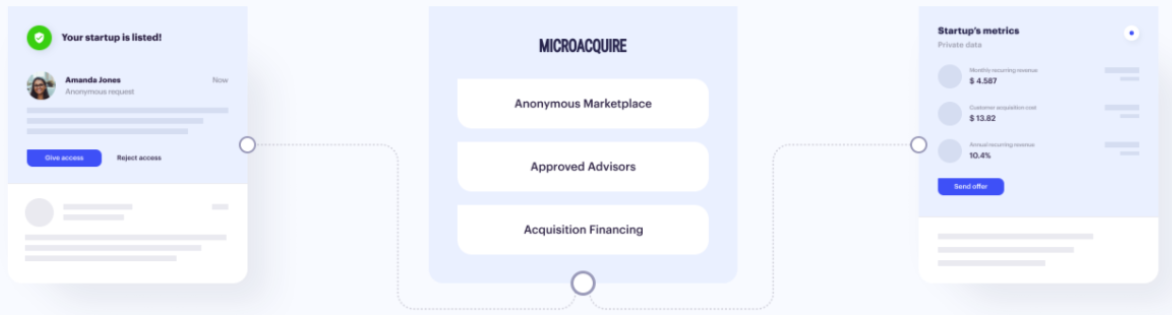 Your startup is listed!
Amanda Jones
Now
Anonymous request
Give access
Reject access
MICROACQUIRE
Anonymous Marketplace
Approved Advisors
Acquisition Financing
Startup's metrics
Private data
Monthly recurring revenue
$ 4.587
Customer acquisition cost
$ 13.82
Annual recurring revenue
10.4%
Send offer